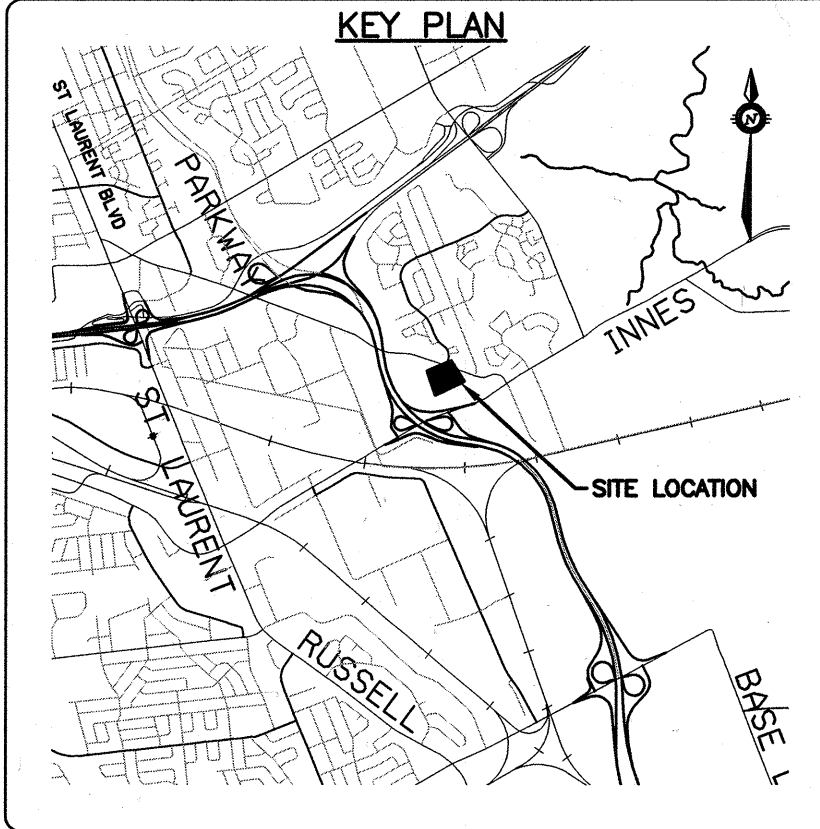 KEY PLAN
ST LAURENT BLVD
PARKWAY
N
INNES
ST LAURENT
SITE LOCATION
RUSSELL
BASE L